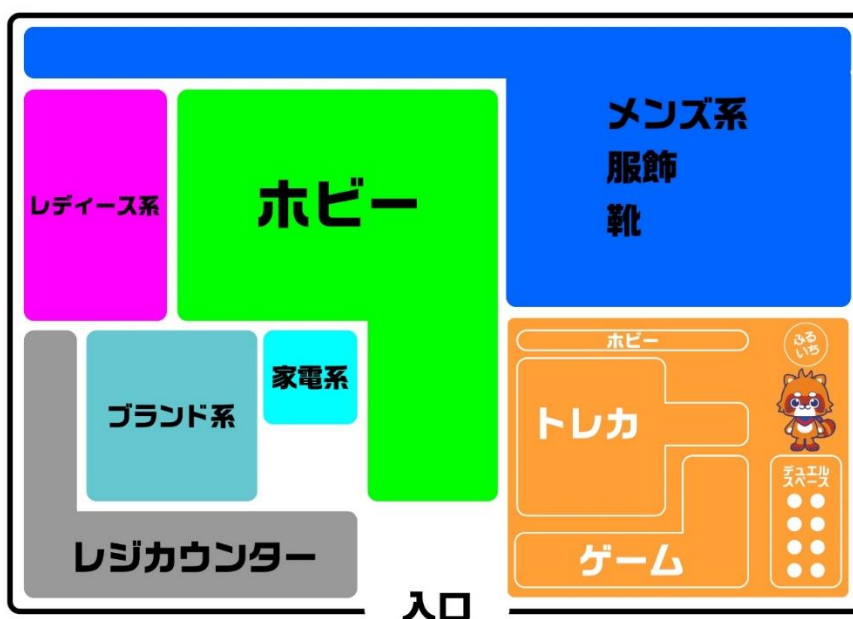 メンズ系
服飾
靴
レディース系
ホビー
ホビー
ふる
いち
家電系
ブランド系
トレカ
デュエル
スペース
レジカウンター
ゲーム
入口